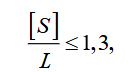 [S]/L ≤ 1,3,